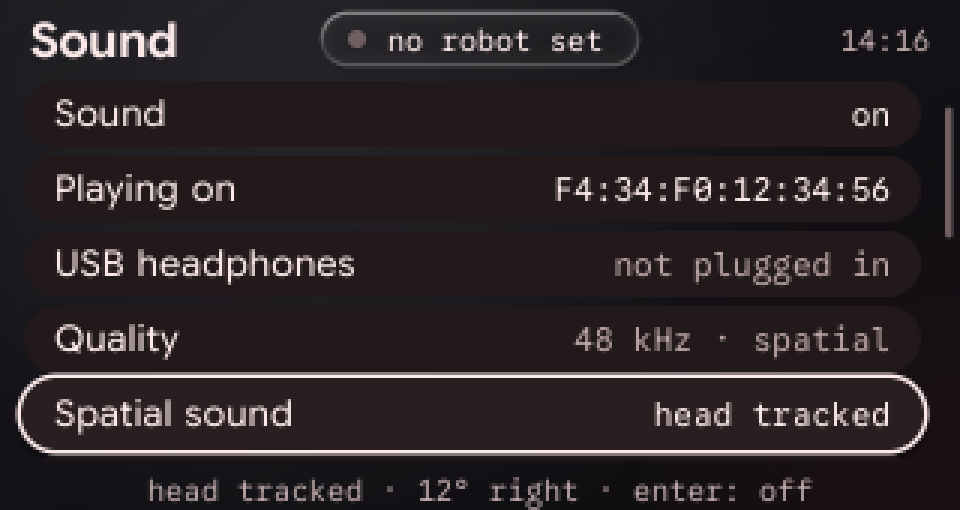 Sound
no robot set
14:16
Sound on
Playing on F4:34:F0:12:34:56
USB headphones not plugged in
Quality 48 kHz · spatial
Spatial sound head tracked
head tracked · 12° right · enter: off